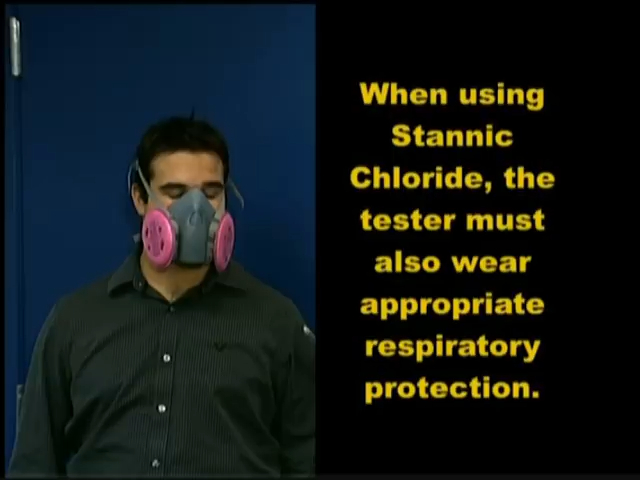 When using
Stannic
Chloride, the
tester must
also wear
appropriate
respiratory
protection.